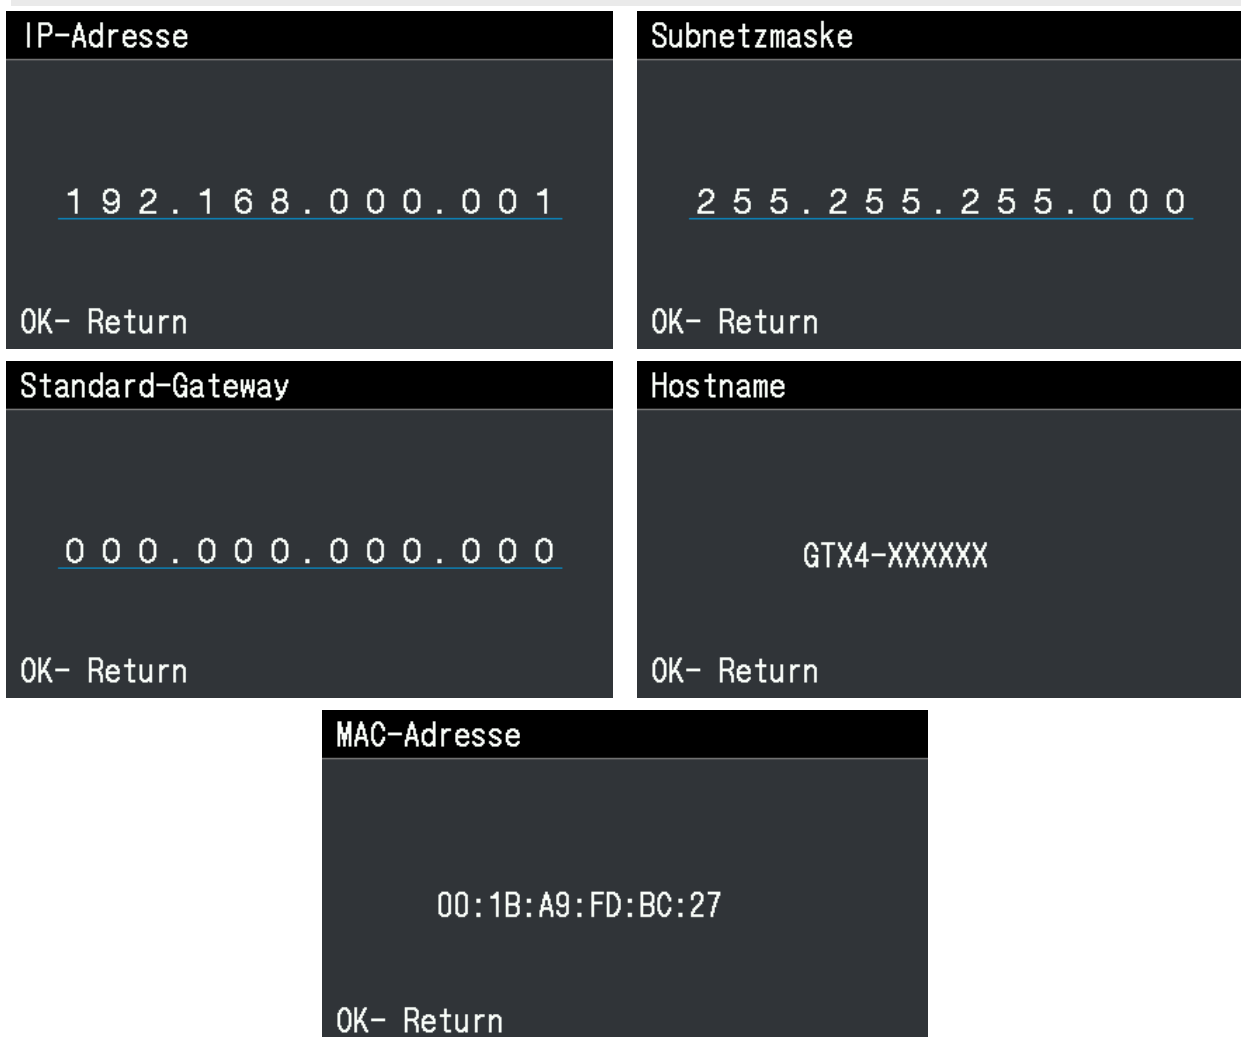 IP-Adresse
192.168.000.001
OK- Return
Subnetzmaske
255.255.255.000
OK- Return
Standard-Gateway
000.000.000.000
OK- Return
Hostname
GTX4-XXXXXX
OK- Return
MAC-Adresse
00:1B:A9:FD:BC:27
OK- Return